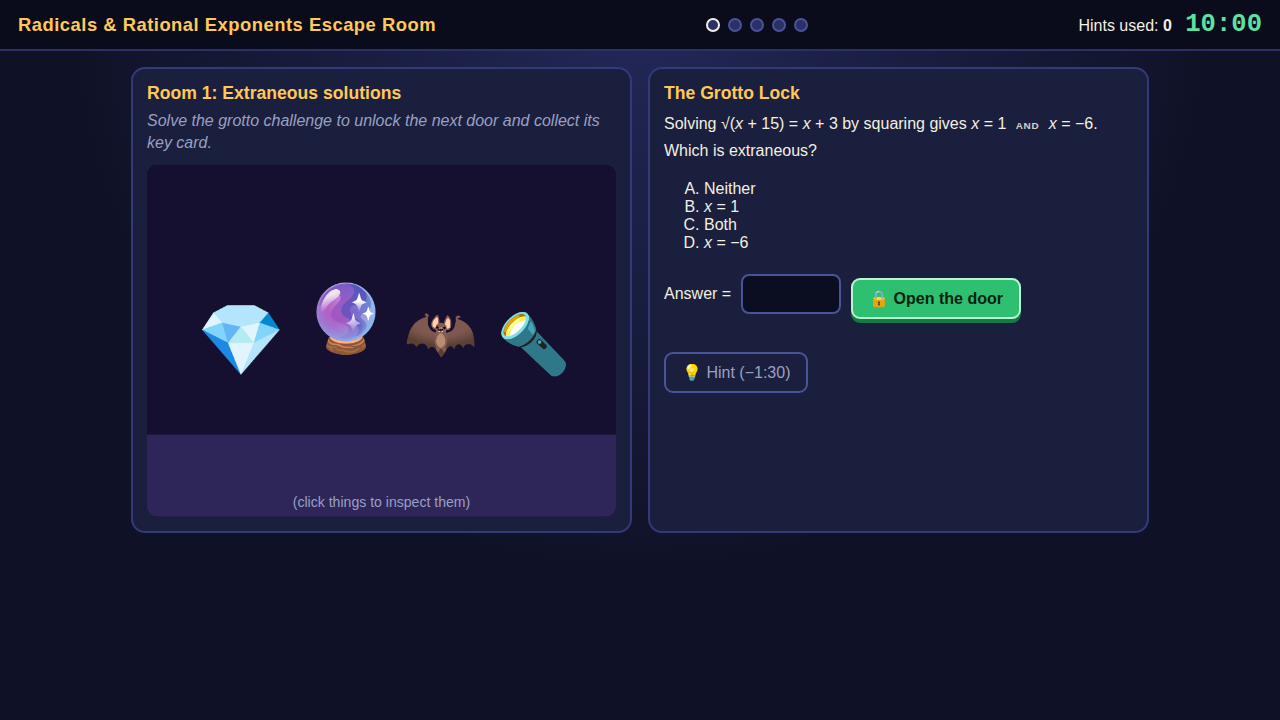 Radicals & Rational Exponents Escape Room
Hints used: 0 10:00
Room 1: Extraneous solutions
Solve the grotto challenge to unlock the next door and collect its
key card.
(click things to inspect them)
The Grotto Lock
Solving √(x + 15) = x + 3 by squaring gives x = 1 AND x = −6.
Which is extraneous?
A. Neither
B. x = 1
C. Both
D. x = −6
Answer =
🔒 Open the door
💡 Hint (−1:30)